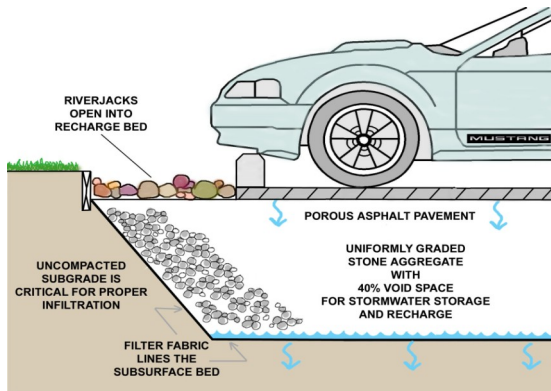 RIVERJACKS
OPEN INTO
RECHARGE BED
MUSTANG
POROUS ASPHALT PAVEMENT
UNIFORMLY GRADED
STONE AGGREGATE
WITH
40% VOID SPACE
FOR STORMWATER STORAGE
AND RECHARGE
UNCOMPACTED
SUBGRADE IS
CRITICAL FOR PROPER
INFILTRATION
FILTER FABRIC
LINES THE
SUBSURFACE BED